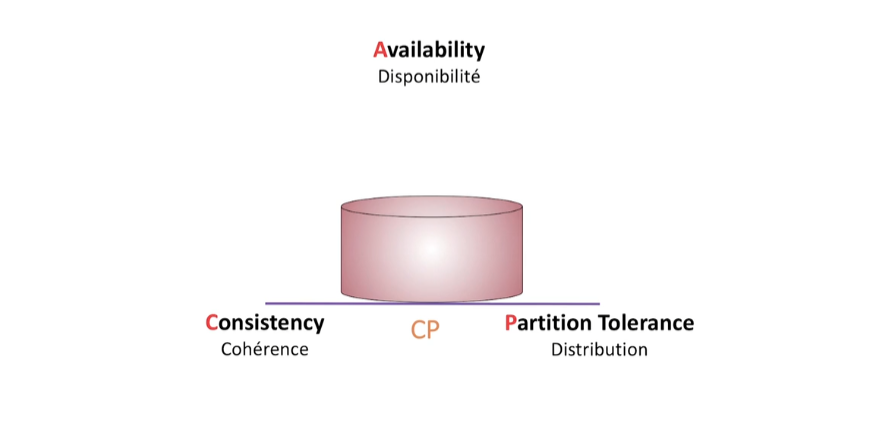 Availability
Disponibilité
Consistency
Cohérence
CP
Partition Tolerance
Distribution